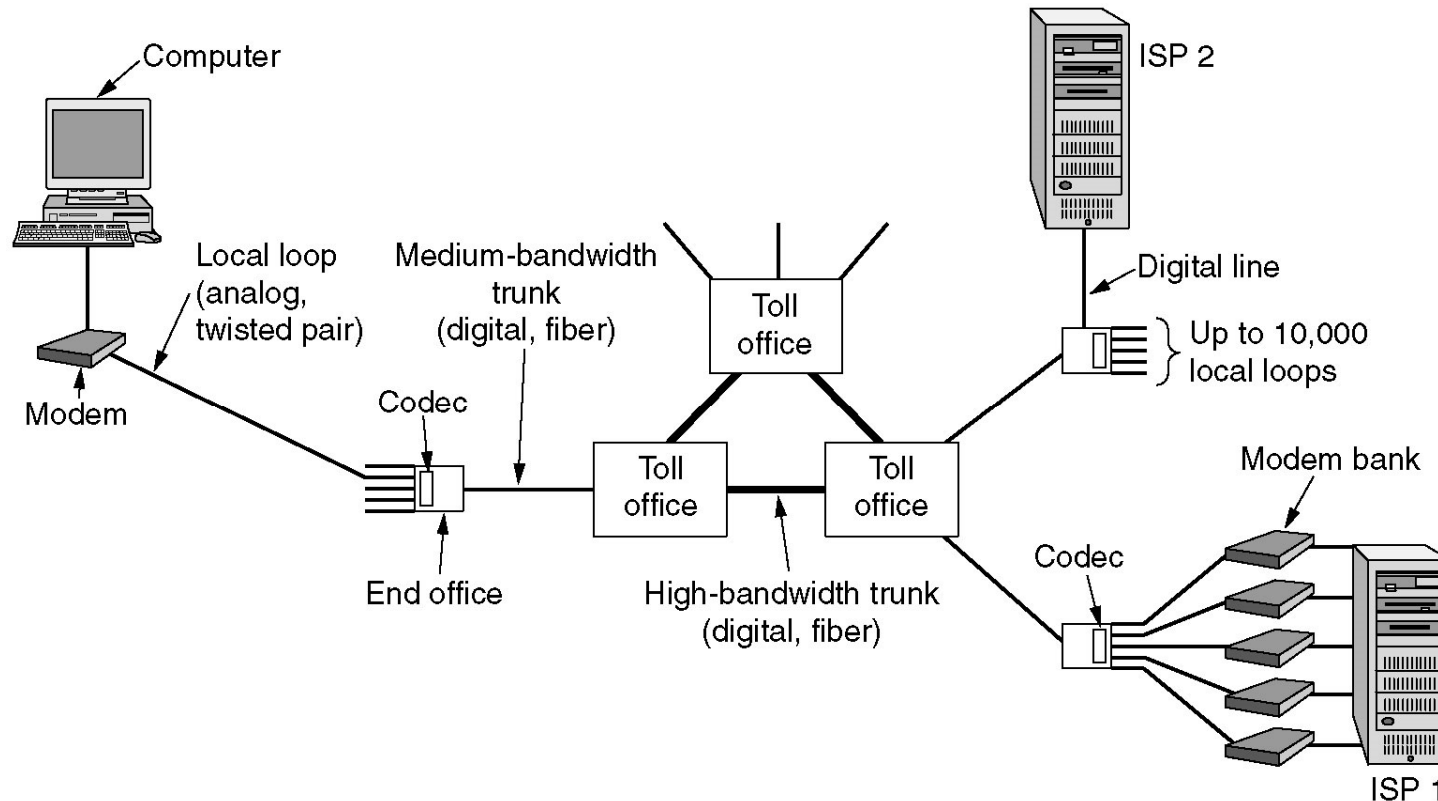 Computer
ISP 2
Local loop
(analog,
twisted pair)
Medium-bandwidth
trunk
(digital, fiber)
Toll
office
Digital line
Up to 10,000
local loops
Modem
Codec
Toll
office
Toll
office
Modem bank
End office
High-bandwidth trunk
(digital, fiber)
Codec
ISP 1